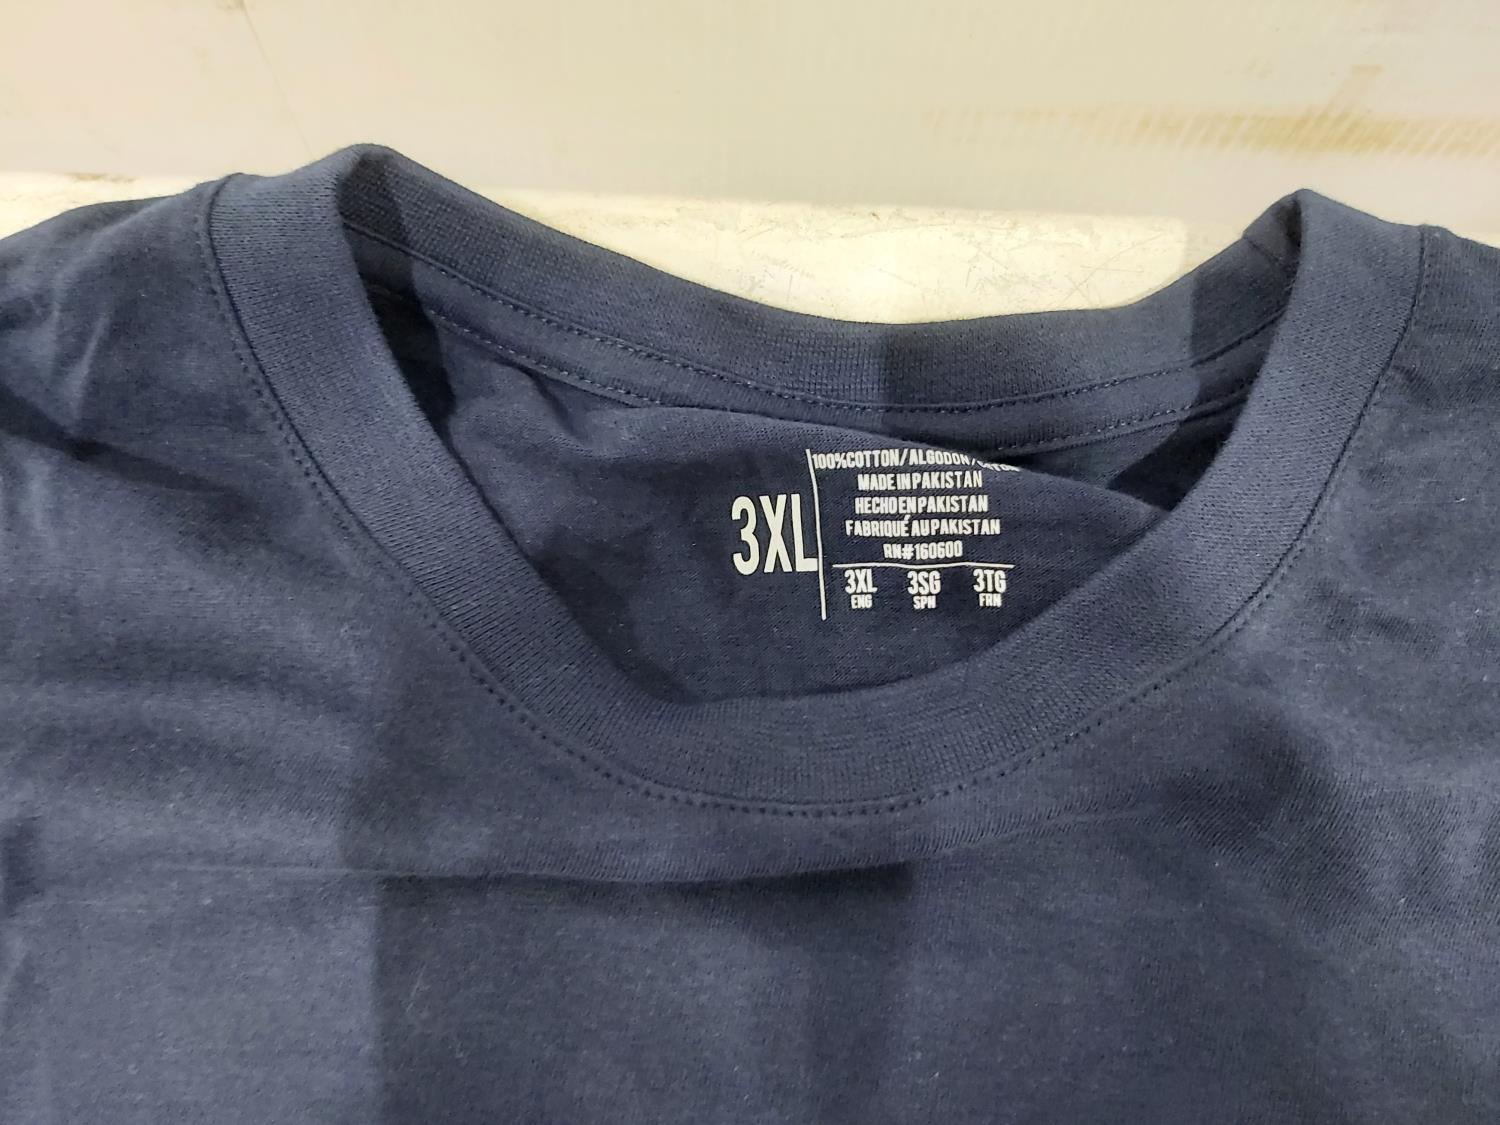 3XL
100%COTTON/ALGODON/
MADE IN PAKISTAN
HECHO EN PAKISTAN
FABRIQUÉ AU PAKISTAN
RN#160600
3XL 3SG 3TG
ENG SPN FRN